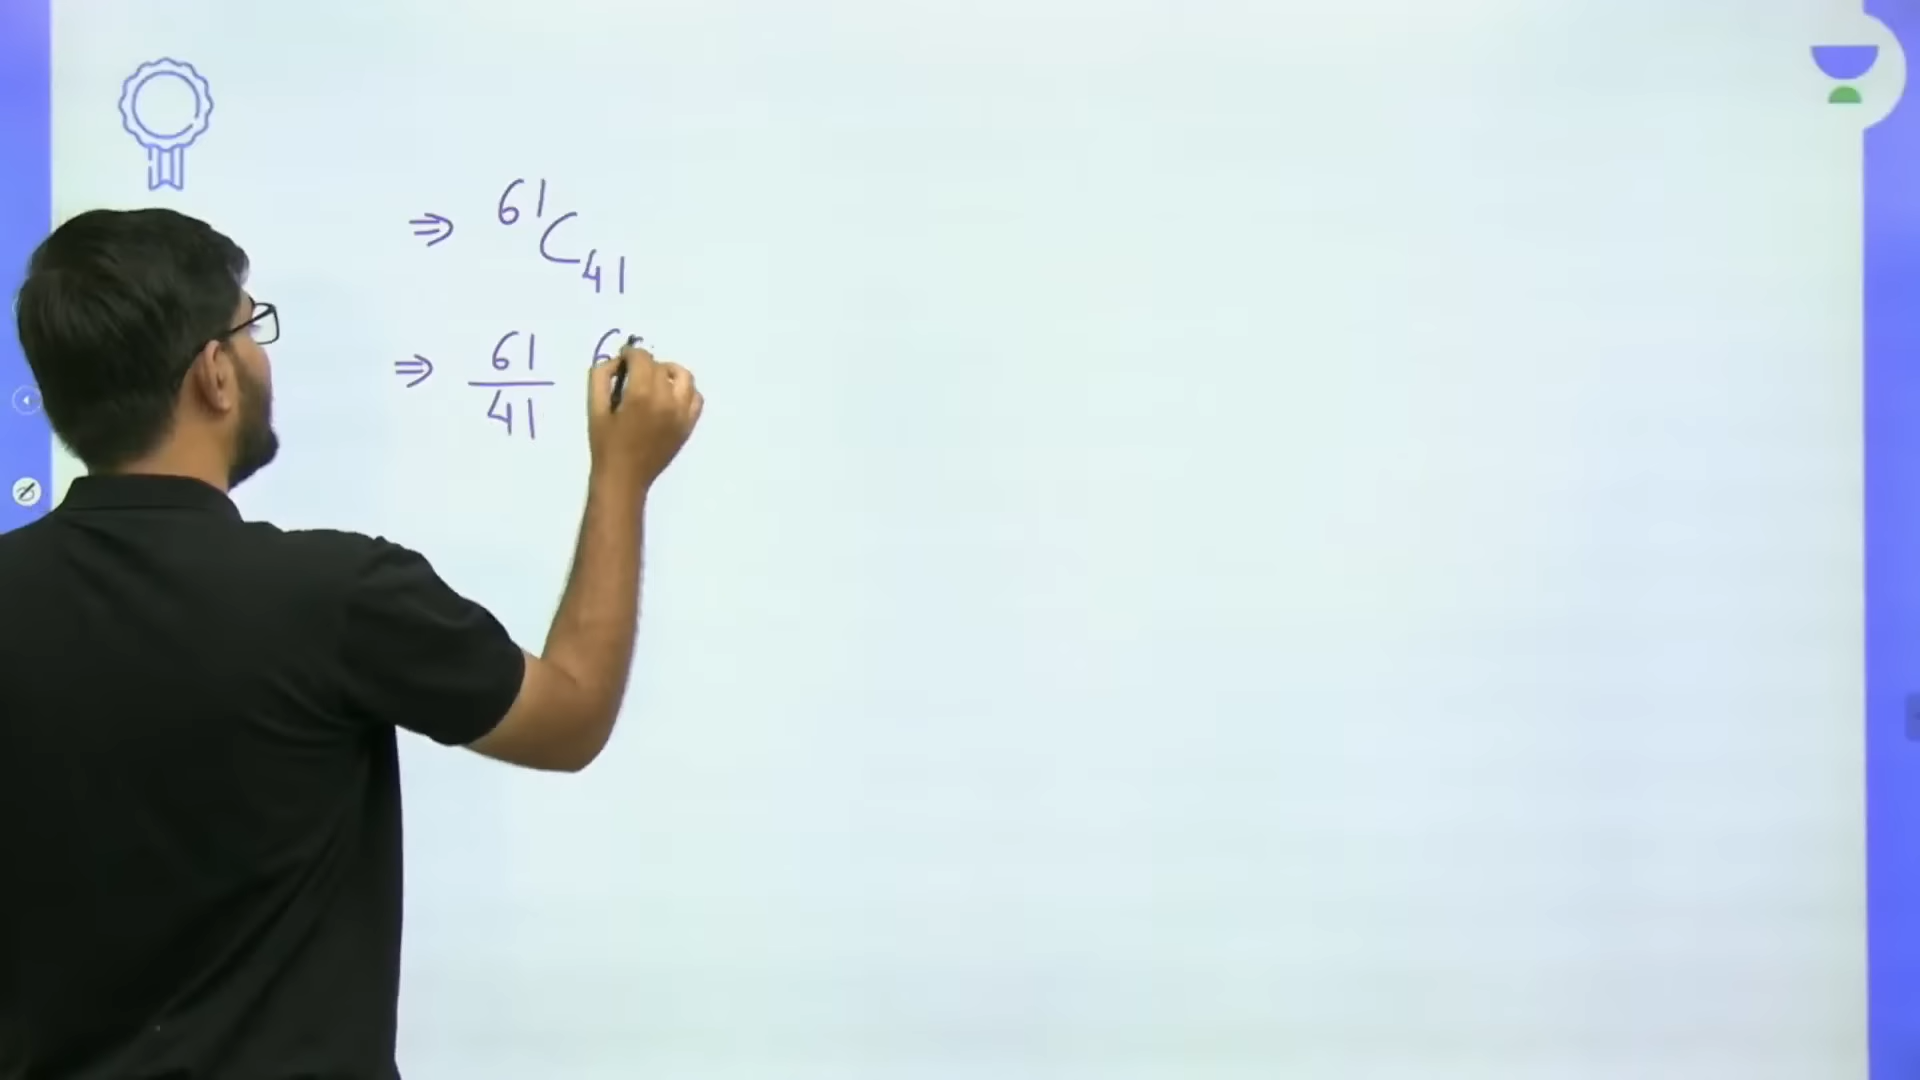 ⇒ ⁶¹C₄₁
⇒ 61/41 6